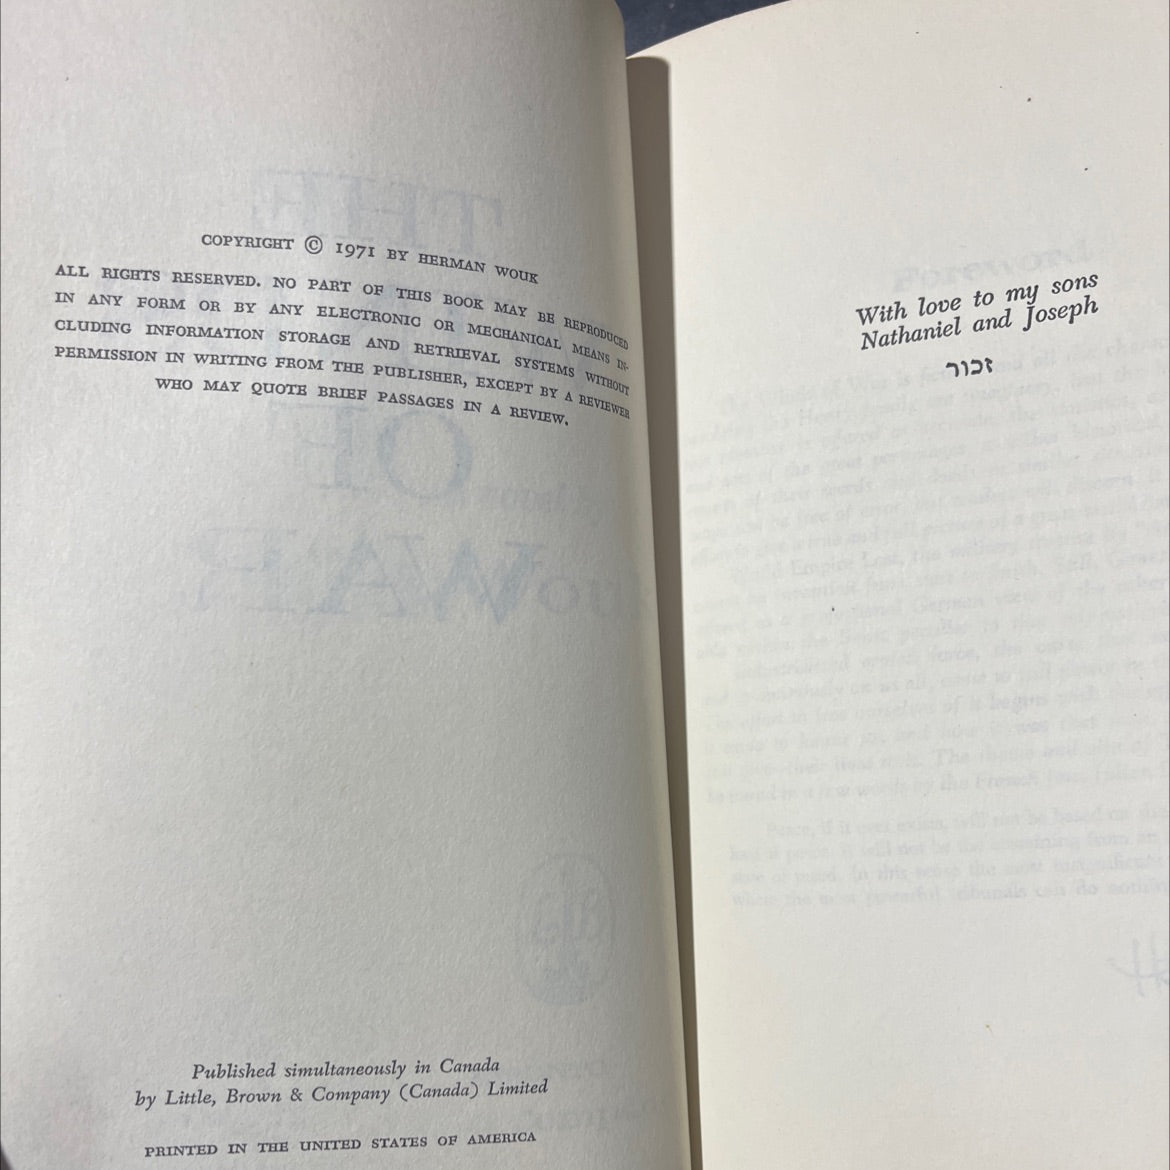 COPYRIGHT © 1971 BY HERMAN WOUK
ALL RIGHTS RESERVED. NO PART OF THIS BOOK MAY BE REPRODUCED
IN ANY FORM OR BY ANY ELECTRONIC OR MECHANICAL MEANS IN-
CLUDING INFORMATION STORAGE AND RETRIEVAL SYSTEMS WITHOUT
PERMISSION IN WRITING FROM THE PUBLISHER, EXCEPT BY A REVIEWER
WHO MAY QUOTE BRIEF PASSAGES IN A REVIEW.
Published simultaneously in Canada
by Little, Brown & Company (Canada) Limited
PRINTED IN THE UNITED STATES OF AMERICA
With love to my sons
Nathaniel and Joseph
זכור